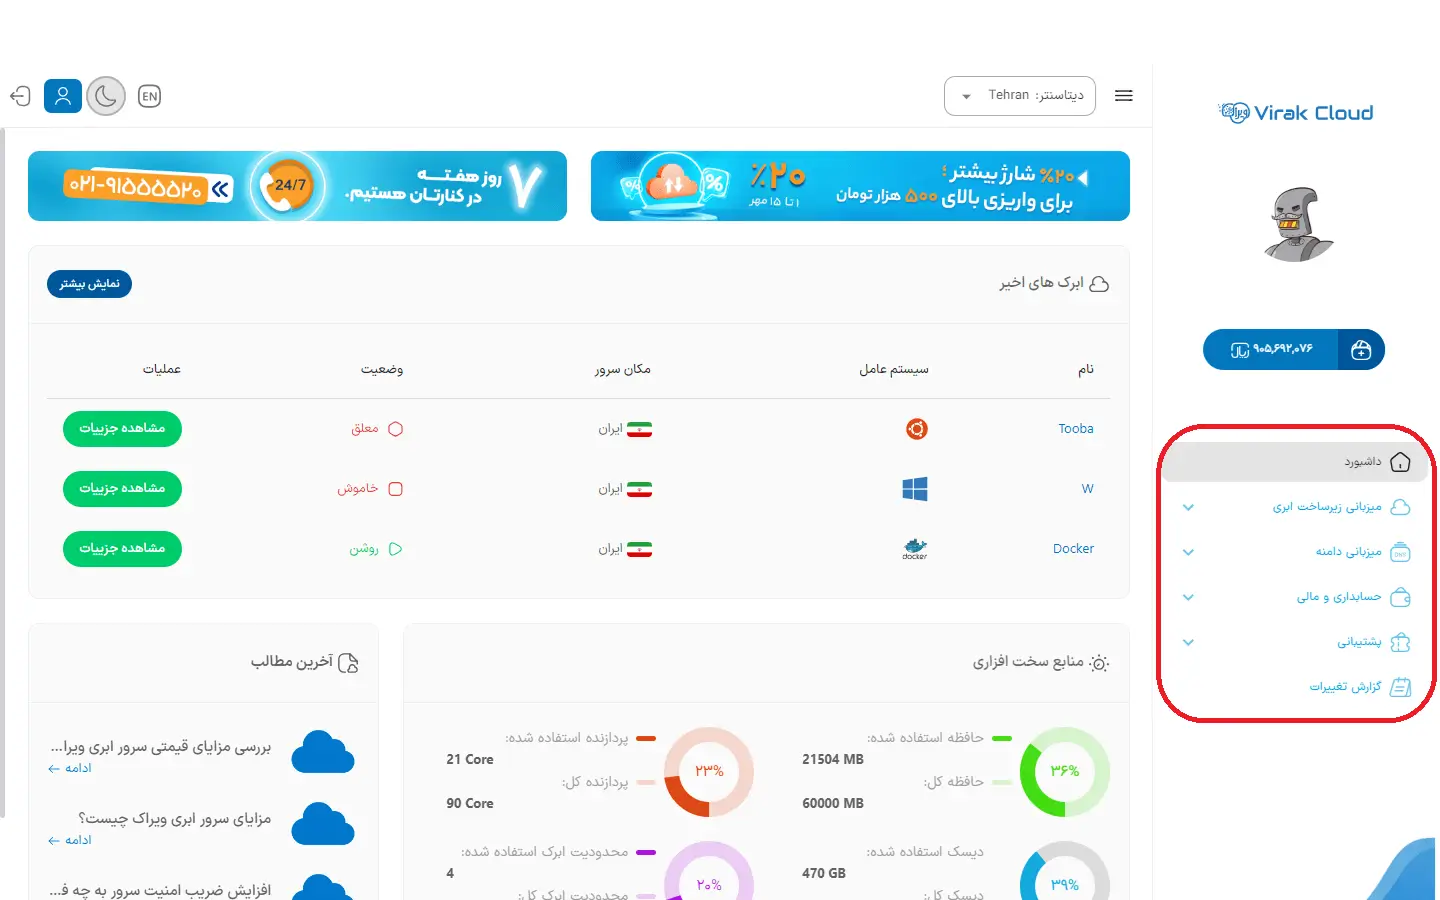 Virak Cloud
۹۰۵,۶۹۲,۰۷۶ ریال
داشبورد
میزبانی زیرساخت ابری
میزبانی دامنه
حسابداری و مالی
پشتیبانی
گزارش تغییرات
دیتاسنتر: Tehran
EN
۲۰% شارژ بیشتر؛
برای واریزی بالای ۵۰۰ هزار تومان
۲۰٪
۱ تا ۱۵ مهر
۷ روز هفتــه
در کنارتـان هستیم.
24/7
۰۲۱-۹۱۵۵۵۵۲۰
ابرک های اخیر
نمایش بیشتر
نام سیستم عامل مکان سرور وضعیت عملیات
Tooba ایران معلق مشاهده جزییات
W ایران خاموش مشاهده جزییات
Docker docker ایران روشن مشاهده جزییات
منابع سخت افزاری
۳۶%
حافظه استفاده شده:
21504 MB
حافظه کل:
60000 MB
۲۳%
پردازنده استفاده شده:
21 Core
پردازنده کل:
90 Core
۳۹%
دیسک استفاده شده:
470 GB
دیسک کل:
۲۰%
محدودیت ابرک استفاده شده:
4
محدودیت ابرک کل:
آخرین مطالب
بررسی مزایای قیمتی سرور ابری ویرا...
ادامه ←
مزایای سرور ابری ویراک چیست؟
ادامه ←
افزایش ضریب امنیت سرور به چه ف...